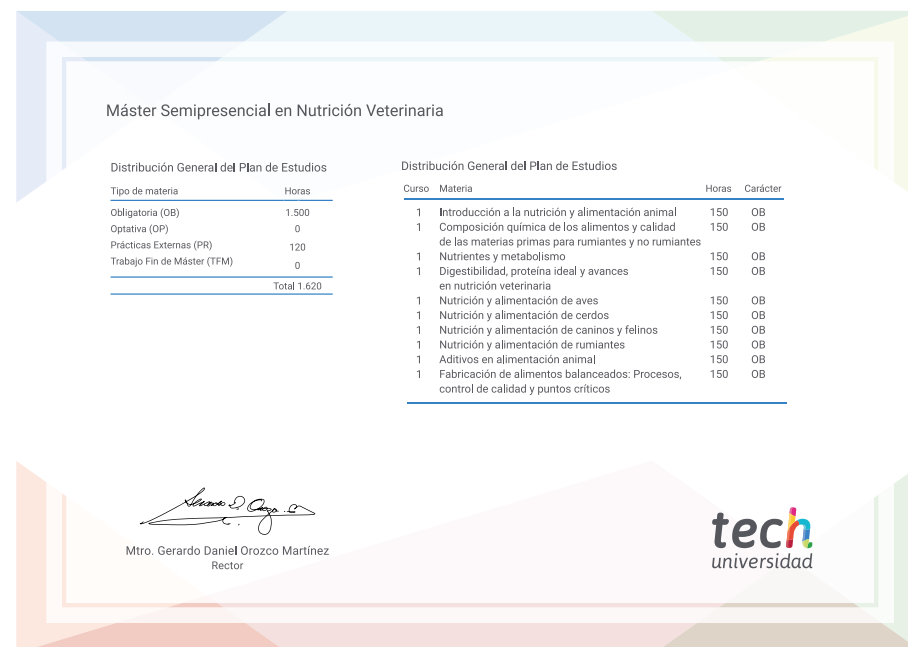 Máster Semipresencial en Nutrición Veterinaria
Distribución General del Plan de Estudios
Tipo de materia Horas
Obligatoria (OB) 1.500
Optativa (OP) 0
Prácticas Externas (PR) 120
Trabajo Fin de Máster (TFM) 0
Total 1.620
Distribución General del Plan de Estudios
Curso Materia Horas Carácter
1 Introducción a la nutrición y alimentación animal 150 OB
1 Composición química de los alimentos y calidad 150 OB
de las materias primas para rumiantes y no rumiantes
1 Nutrientes y metabolismo 150 OB
1 Digestibilidad, proteína ideal y avances 150 OB
en nutrición veterinaria
1 Nutrición y alimentación de aves 150 OB
1 Nutrición y alimentación de cerdos 150 OB
1 Nutrición y alimentación de caninos y felinos 150 OB
1 Nutrición y alimentación de rumiantes 150 OB
1 Aditivos en alimentación animal 150 OB
1 Fabricación de alimentos balanceados: Procesos, 150 OB
control de calidad y puntos críticos
Mtro. Gerardo Daniel Orozco Martínez
Rector
tech
universidad